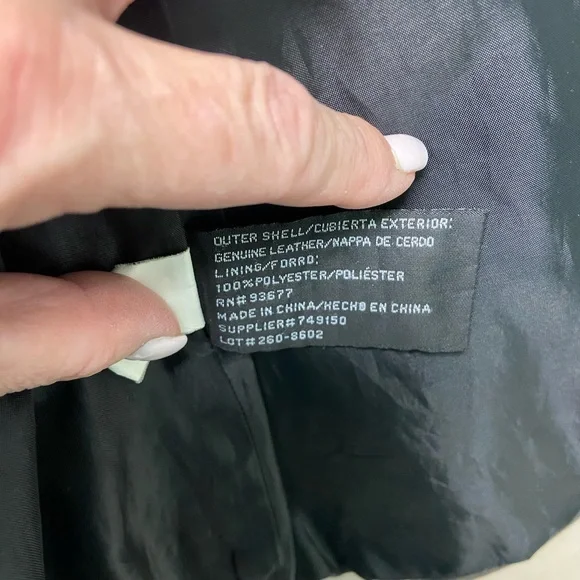 OUTER SHELL/CUBIERTA EXTERIOR:
GENUINE LEATHER/NAPPA DE CERDO
LINING/FORRO:
100%POLYESTER/POLIÉSTER
RN# 93677
MADE IN CHINA/HECHO EN CHINA
SUPPLIER# 749150
LOT# 260-8602